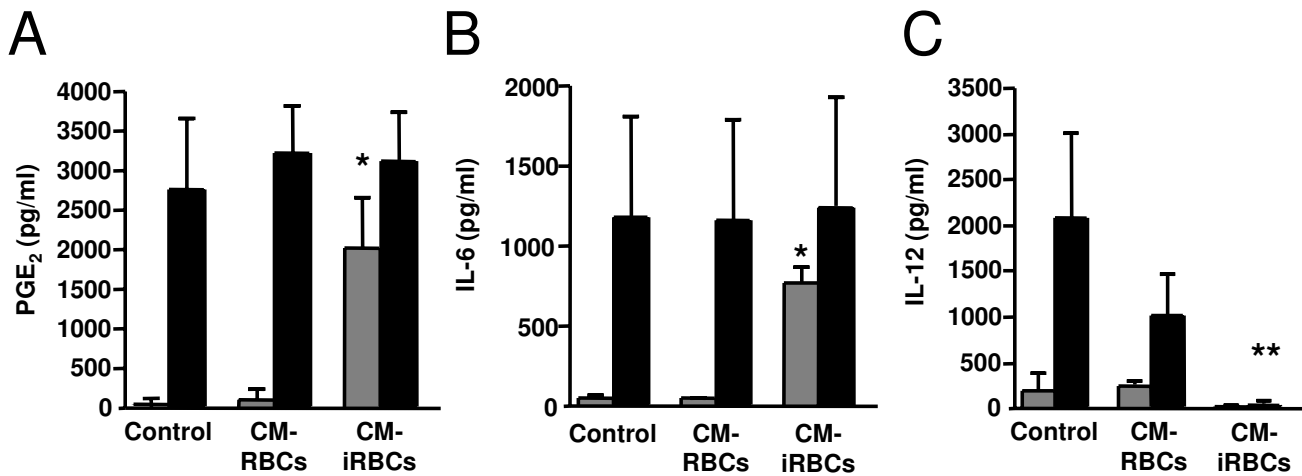 A
PGE2 (pg/ml)
4000
3500
3000
2500
2000
1500
1000
500
0
*
Control
CM-
RBCs
CM-
iRBCs
B
IL-6 (pg/ml)
2000
1500
1000
500
0
*
Control
CM-
RBCs
CM-
iRBCs
C
IL-12 (pg/ml)
3500
3000
2500
2000
1500
1000
500
0
**
Control
CM-
RBCs
CM-
iRBCs